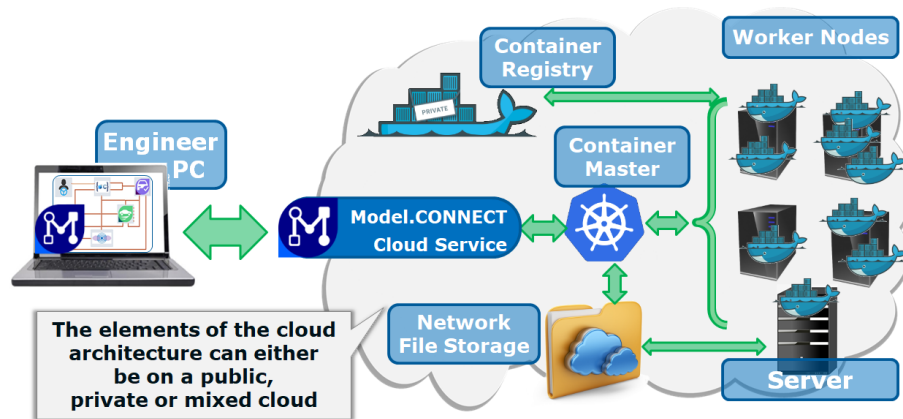 Container
Registry
Worker Nodes
PRIVATE
Engineer
PC
Container
Master
Model.CONNECT
Cloud Service
Network
File Storage
Server
The elements of the cloud
architecture can either
be on a public,
private or mixed cloud